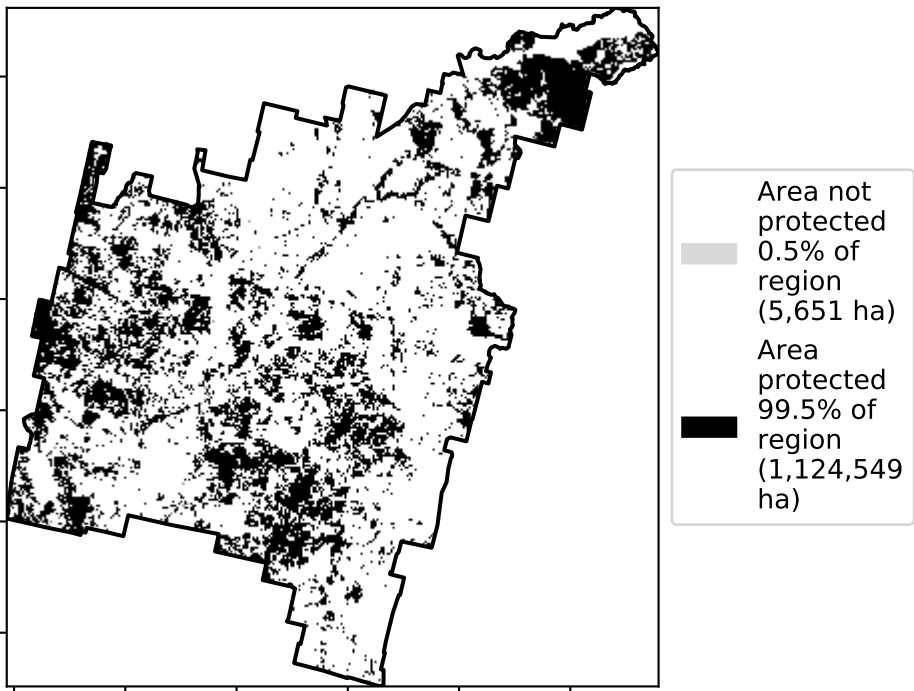 Area not
protected
0.5% of
region
(5,651 ha)
Area
protected
99.5% of
region
(1,124,549
ha)